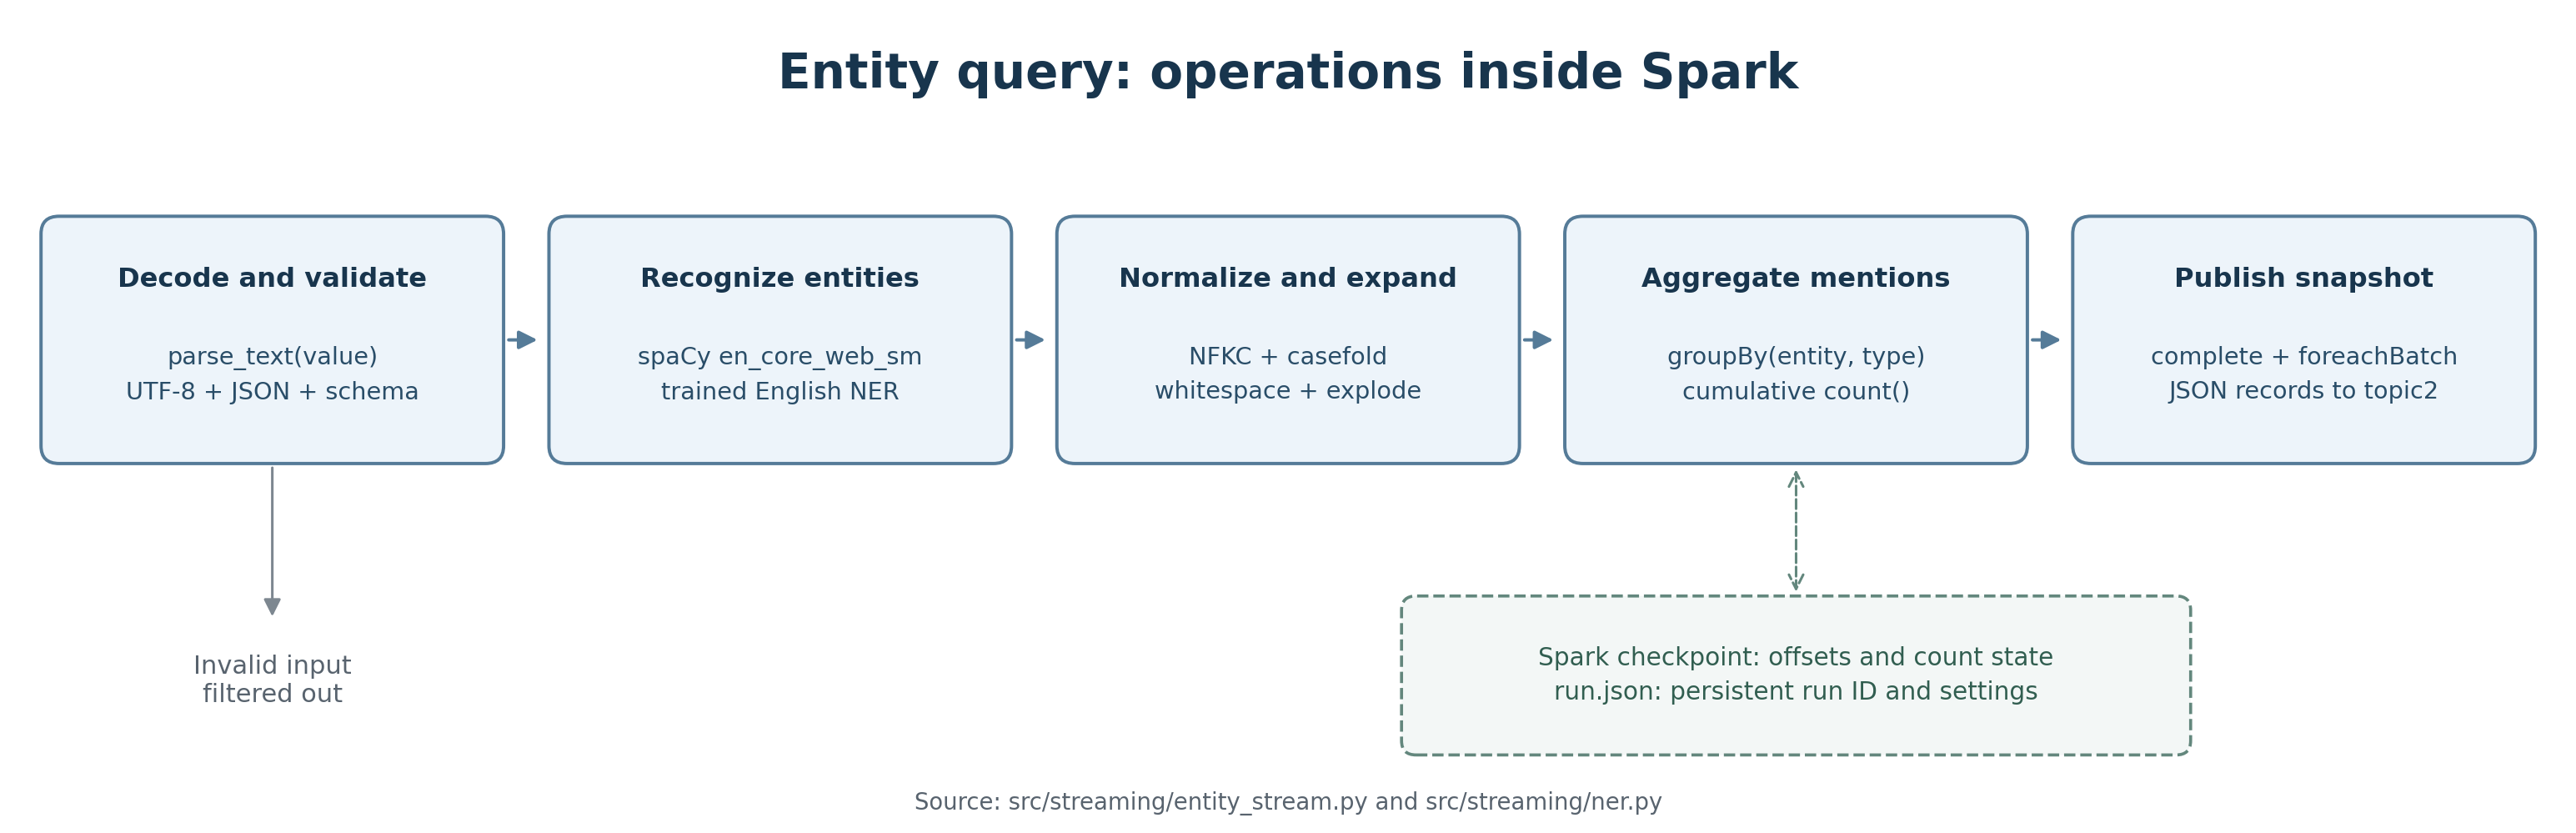 Entity query: operations inside Spark
Decode and validate
parse_text(value)
UTF-8 + JSON + schema
Recognize entities
spaCy en_core_web_sm
trained English NER
Normalize and expand
NFKC + casefold
whitespace + explode
Aggregate mentions
groupBy(entity, type)
cumulative count()
Publish snapshot
complete + foreachBatch
JSON records to topic2
Invalid input
filtered out
Spark checkpoint: offsets and count state
run.json: persistent run ID and settings
Source: src/streaming/entity_stream.py and src/streaming/ner.py